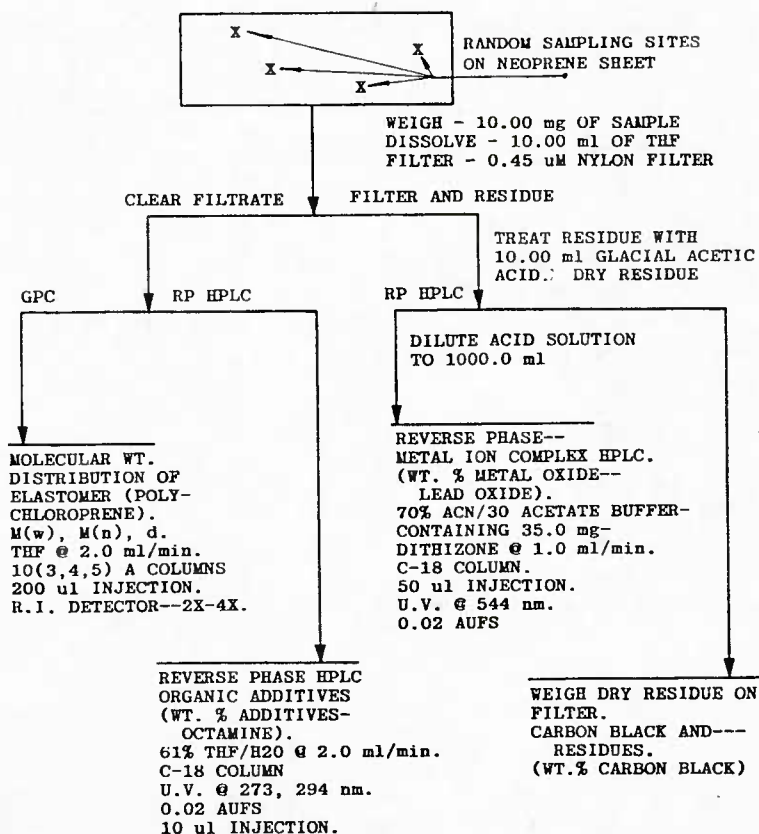 X
X
X
X
RANDOM SAMPLING SITES
ON NEOPRENE SHEET
WEIGH - 10.00 mg OF SAMPLE
DISSOLVE - 10.00 ml OF THF
FILTER - 0.45 uM NYLON FILTER
CLEAR FILTRATE
FILTER AND RESIDUE
TREAT RESIDUE WITH
10.00 ml GLACIAL ACETIC
ACID. DRY RESIDUE
GPC
RP HPLC
RP HPLC
DILUTE ACID SOLUTION
TO 1000.0 ml
MOLECULAR WT.
DISTRIBUTION OF
ELASTOMER (POLY-
CHLOROPRENE).
M(w), M(n), d.
THF @ 2.0 ml/min.
10(3,4,5) A COLUMNS
200 ul INJECTION.
R.I. DETECTOR--2X-4X.
REVERSE PHASE--
METAL ION COMPLEX HPLC.
(WT. % METAL OXIDE--
LEAD OXIDE).
70% ACN/30 ACETATE BUFFER-
CONTAINING 35.0 mg-
DITHIZONE @ 1.0 ml/min.
C-18 COLUMN.
50 ul INJECTION.
U.V. @ 544 nm.
0.02 AUFS
REVERSE PHASE HPLC
ORGANIC ADDITIVES
(WT. % ADDITIVES-
OCTAMINE).
61% THF/H2O @ 2.0 ml/min.
C-18 COLUMN
U.V. @ 273, 294 nm.
0.02 AUFS
10 ul INJECTION.
WEIGH DRY RESIDUE ON
FILTER.
CARBON BLACK AND---
RESIDUES.
(WT.% CARBON BLACK)